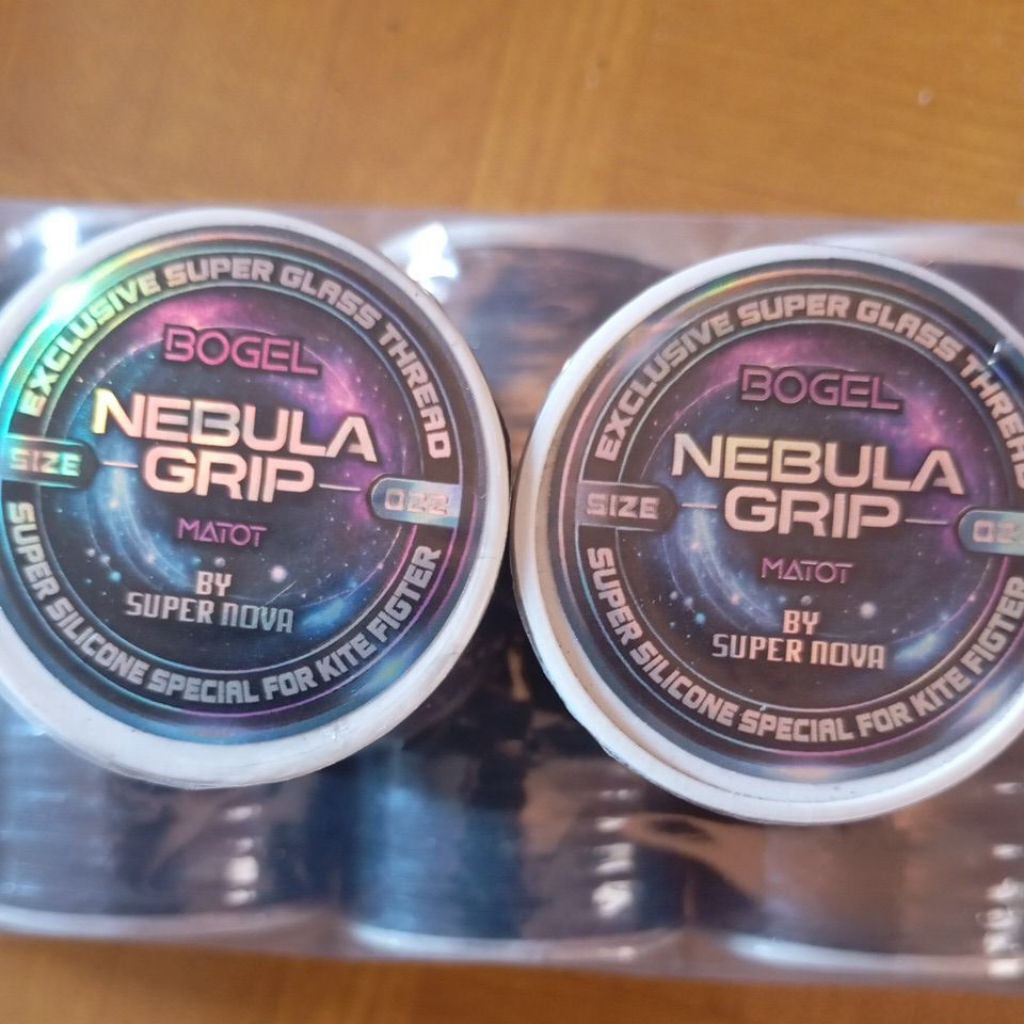 EXCLUSIVE SUPER GLASS THREAD
BOGEL
NEBULA
GRIP
SIZE
022
MATOT
BY
SUPER NOVA
SUPER SILICONE SPECIAL FOR KITE FIGTER
EXCLUSIVE SUPER GLASS THREAD
BOGEL
NEBULA
GRIP
SIZE
MATOT
BY
SUPER NOVA
SUPER SILICONE SPECIAL FOR KITE FIGTER